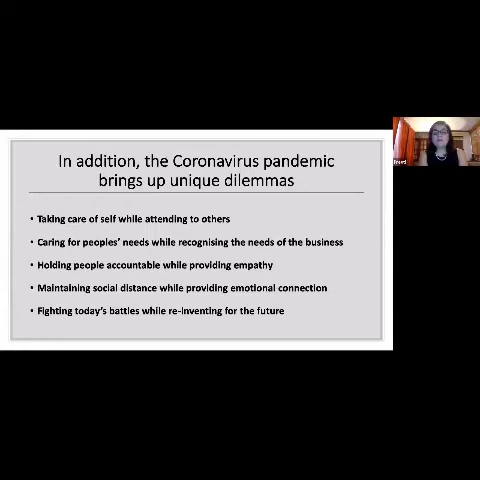 In addition, the Coronavirus pandemic
brings up unique dilemmas
• Taking care of self while attending to others
• Caring for peoples' needs while recognising the needs of the business
• Holding people accountable while providing empathy
• Maintaining social distance while providing emotional connection
• Fighting today's battles while re-inventing for the future